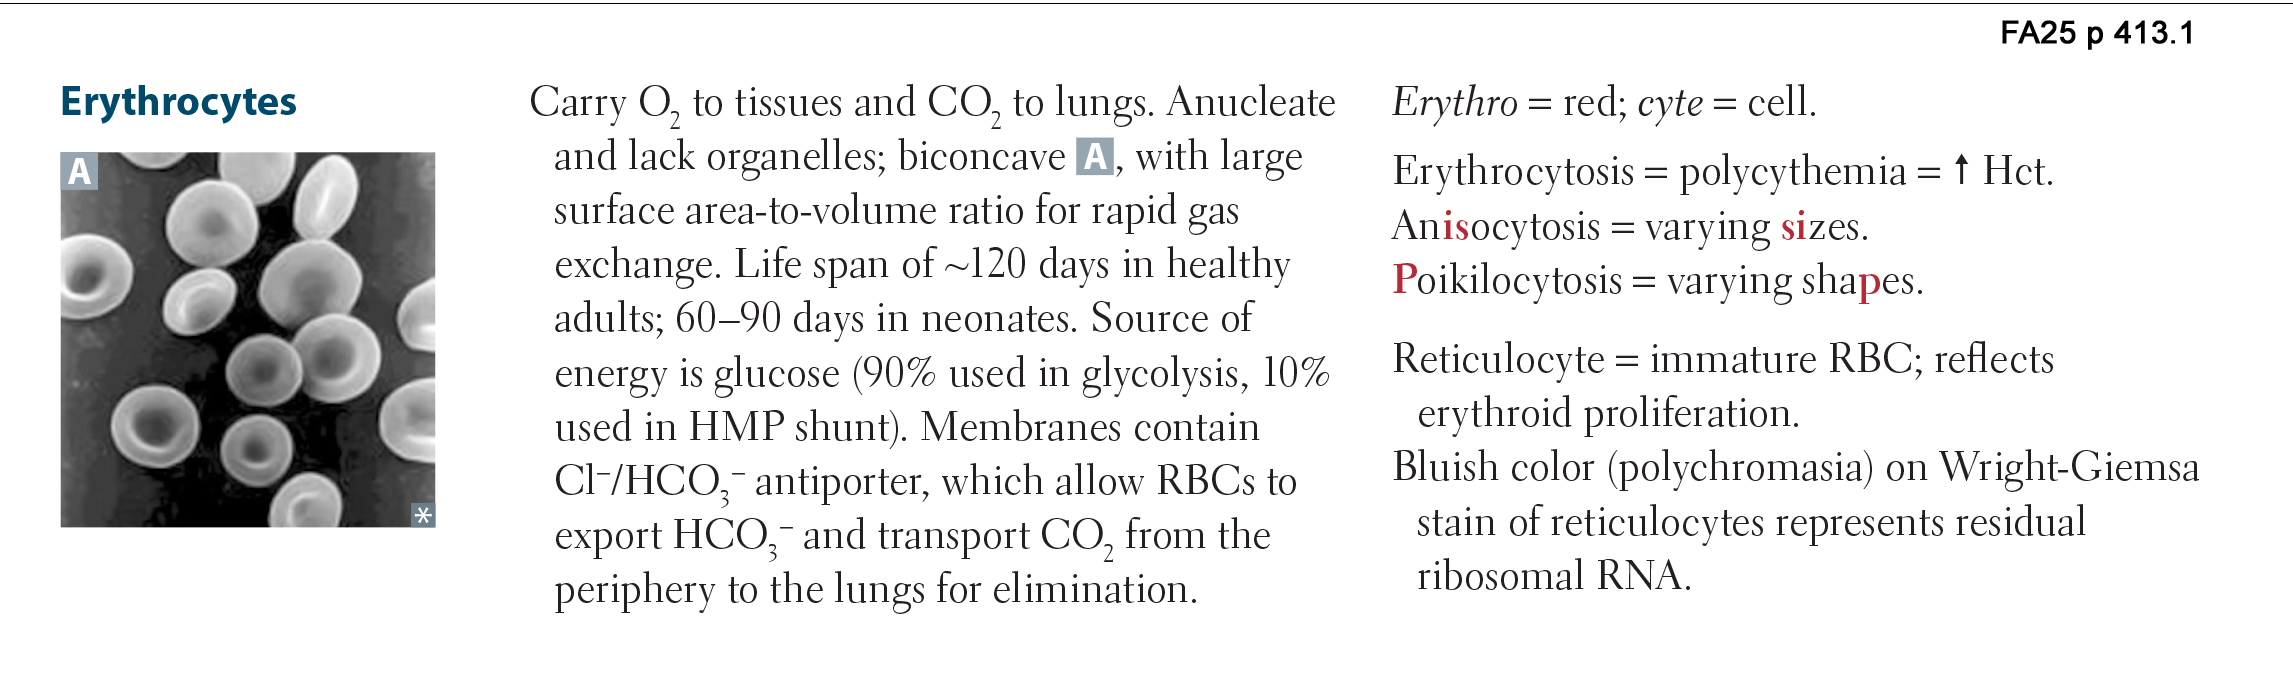 FA25 p 413.1
Erythrocytes
A
*
Carry O₂ to tissues and CO₂ to lungs. Anucleate
and lack organelles; biconcave A, with large
surface area-to-volume ratio for rapid gas
exchange. Life span of ~120 days in healthy
adults; 60–90 days in neonates. Source of
energy is glucose (90% used in glycolysis, 10%
used in HMP shunt). Membranes contain
Cl⁻/HCO₃⁻ antiporter, which allow RBCs to
export HCO₃⁻ and transport CO₂ from the
periphery to the lungs for elimination.
Erythro = red; cyte = cell.
Erythrocytosis = polycythemia = ↑ Hct.
Anisocytosis = varying sizes.
Poikilocytosis = varying shapes.
Reticulocyte = immature RBC; reflects
erythroid proliferation.
Bluish color (polychromasia) on Wright-Giemsa
stain of reticulocytes represents residual
ribosomal RNA.